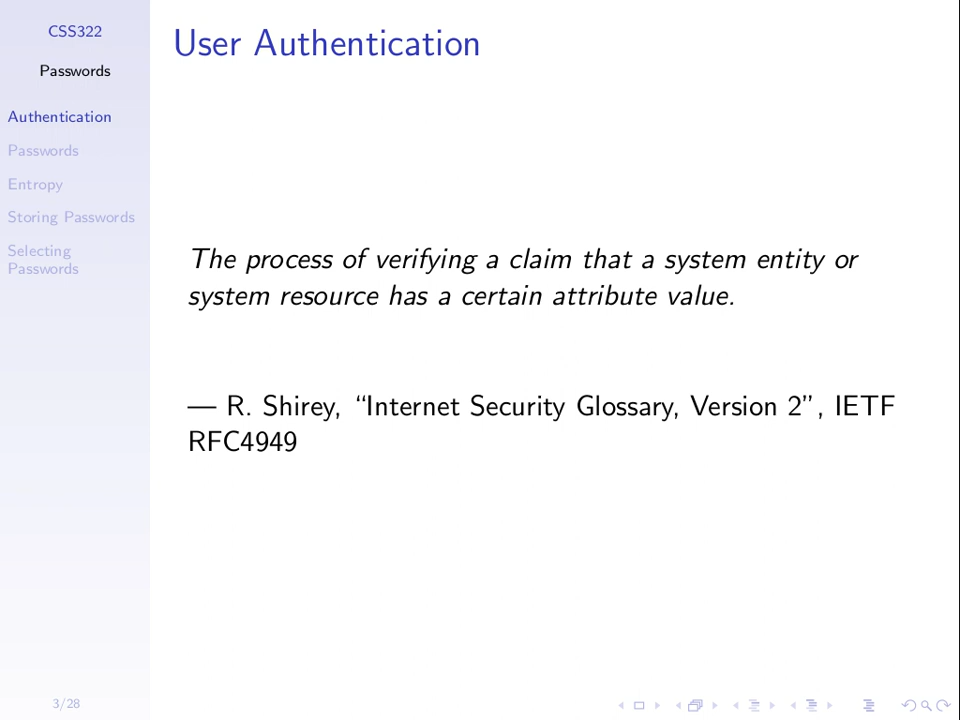 CSS322
Passwords
Authentication
Passwords
Entropy
Storing Passwords
Selecting
Passwords
User Authentication
The process of verifying a claim that a system entity or
system resource has a certain attribute value.
— R. Shirey, “Internet Security Glossary, Version 2”, IETF
RFC4949
3/28